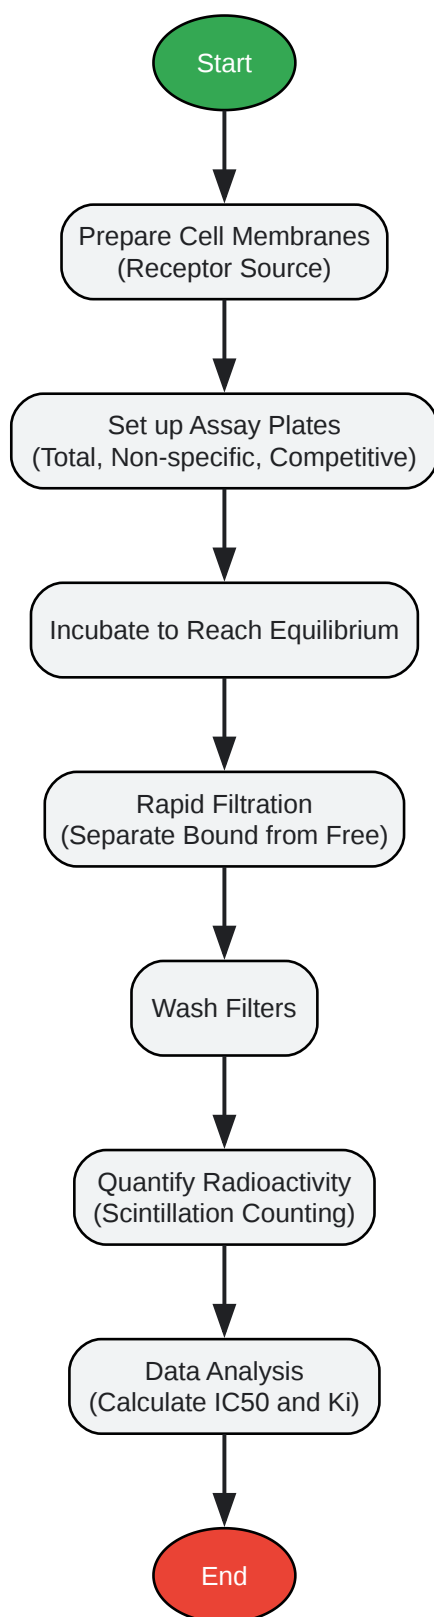 Start
Prepare Cell Membranes
(Receptor Source)
Set up Assay Plates
(Total, Non-specific, Competitive)
Incubate to Reach Equilibrium
Rapid Filtration
(Separate Bound from Free)
Wash Filters
Quantify Radioactivity
(Scintillation Counting)
Data Analysis
(Calculate IC50 and Ki)
End